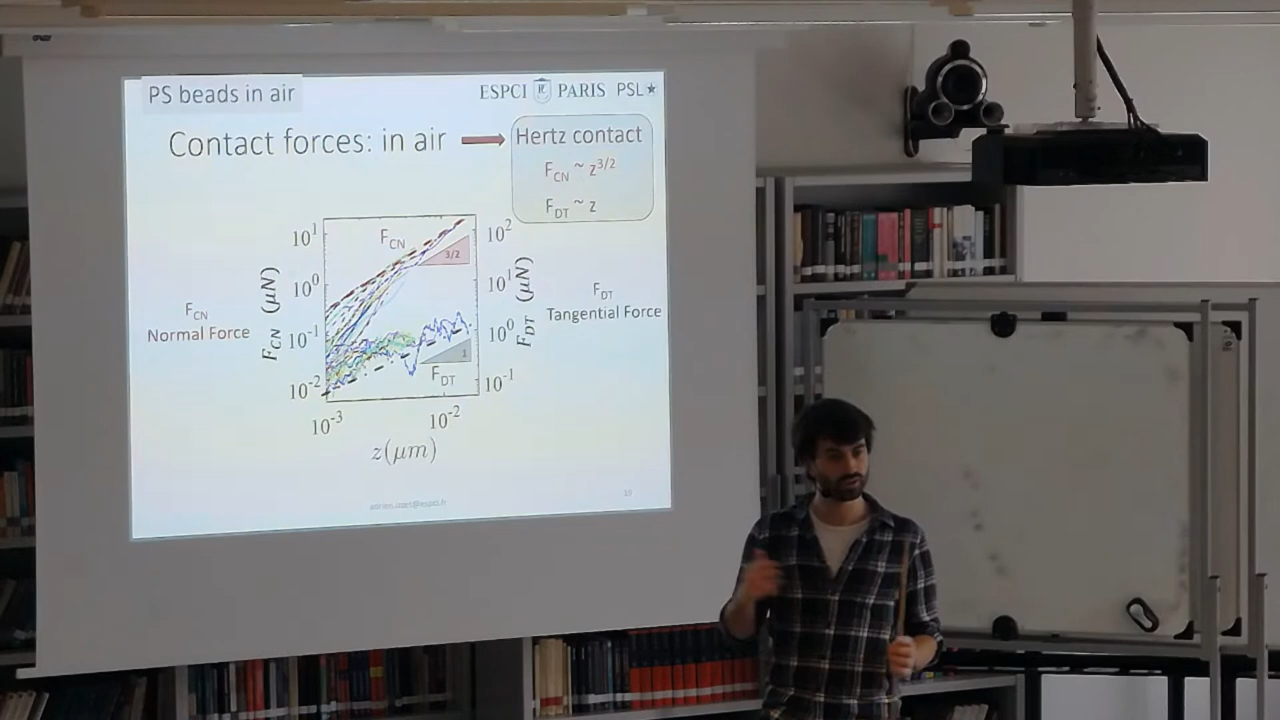 PS beads in air
ESPCI PARIS PSL★
Contact forces: in air
Hertz contact
F_CN ~ z^3/2
F_DT ~ z
F_CN
Normal Force
F_CN (μN)
10^1
10^0
10^-1
10^-2
F_CN
3/2
1
F_DT
10^2
10^1
10^0
10^-1
F_DT (μN)
F_DT
Tangential Force
10^-3
10^-2
z(μm)